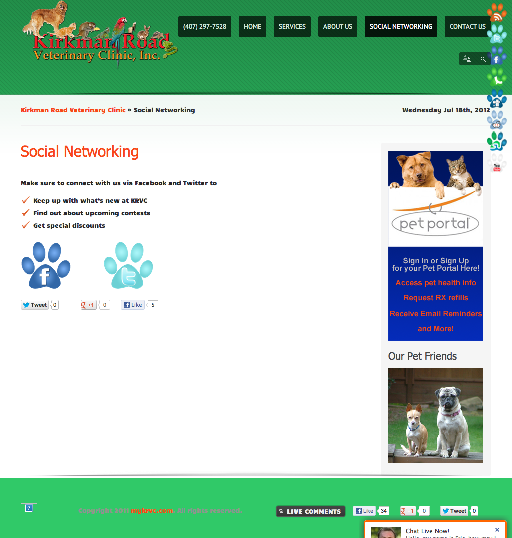 Kirkman Road
Veterinary Clinic, Inc.
(407) 297-7528
HOME
SERVICES
ABOUT US
SOCIAL NETWORKING
CONTACT US
Kirkman Road Veterinary Clinic » Social Networking
Wednesday Jul 18th, 2012
Social Networking
Make sure to connect with us via Facebook and Twitter to
Keep up with what's new at KRVC
Find out about upcoming contests
Get special discounts
Tweet 0
+1 0
Like 5
pet portal
Sign In or Sign Up
for your Pet Portal Here!
Access pet health info
Request RX refills
Receive Email Reminders
and More!
Our Pet Friends
LIVE COMMENTS
Like 34
+1 0
Tweet 0
Chat Live Now!